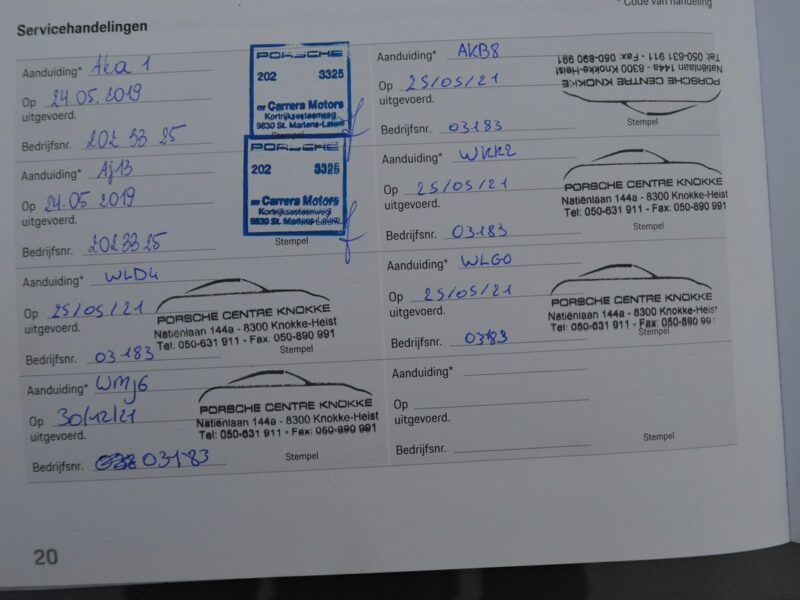 * Code van handeling
Servicehandelingen
Aanduiding* Aka 1
Op 24.05.2019
uitgevoerd.
Bedrijfsnr. 202 33 25
PORSCHE
202 3325
nv Carrera Motors
Kortrijksesteenweg
9830 St. Martens-Latem
Stempel
Aanduiding* Aj13
Op 24.05 2019
uitgevoerd.
Bedrijfsnr. 2023325
PORSCHE
202 3325
nv Carrera Motors
Kortrijksesteenweg
9830 St. Martens-Latem
Stempel
Aanduiding* WLD4
Op 25/05/21
uitgevoerd.
Bedrijfsnr. 03183
PORSCHE CENTRE KNOKKE
Natiënlaan 144a - 8300 Knokke-Heist
Tel: 050-631 911 - Fax: 050-890 991
Stempel
Aanduiding* WMJ6
Op 30/12/21
uitgevoerd.
Bedrijfsnr. 03183
PORSCHE CENTRE KNOKKE
Natiënlaan 144a - 8300 Knokke-Heist
Tel: 050-631 911 - Fax: 050-890 991
Stempel
Aanduiding* AKB8
Op 25/05/21
uitgevoerd.
Bedrijfsnr. 03183
PORSCHE CENTRE KNOKKE
Natiënlaan 144a - 8300 Knokke-Heist
Tel: 050-631 911 - Fax: 050-890 991
Stempel
Aanduiding* WKK2
Op 25/05/21
uitgevoerd.
Bedrijfsnr. 03183
PORSCHE CENTRE KNOKKE
Natiënlaan 144a - 8300 Knokke-Heist
Tel: 050-631 911 - Fax: 050-890 991
Stempel
Aanduiding* WLG0
Op 25/05/21
uitgevoerd.
Bedrijfsnr. 03183
PORSCHE CENTRE KNOKKE
Natiënlaan 144a - 8300 Knokke-Heist
Tel: 050-631 911 - Fax: 050-890 991
Stempel
Aanduiding*
Op
uitgevoerd.
Bedrijfsnr.
Stempel
20